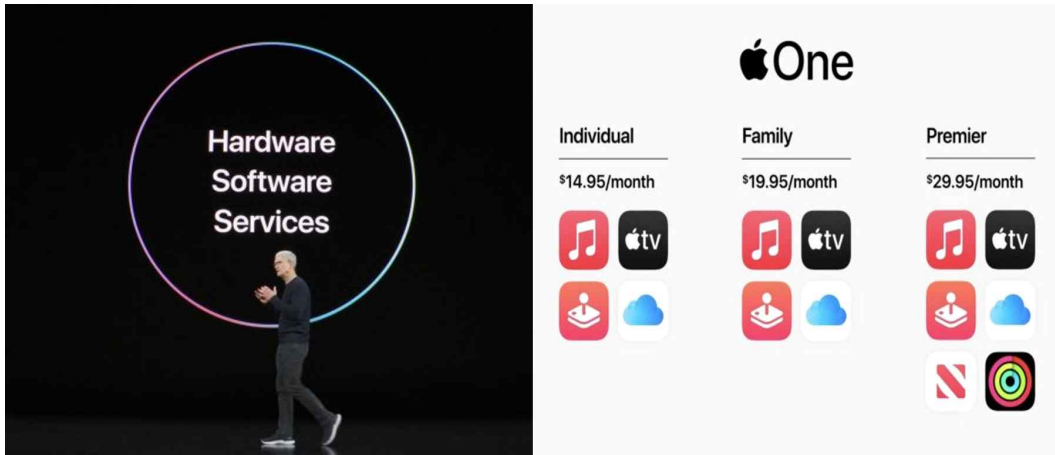 Hardware
Software
Services
One
Individual
$14.95/month
tv
Family
$19.95/month
tv
Premier
$29.95/month
tv